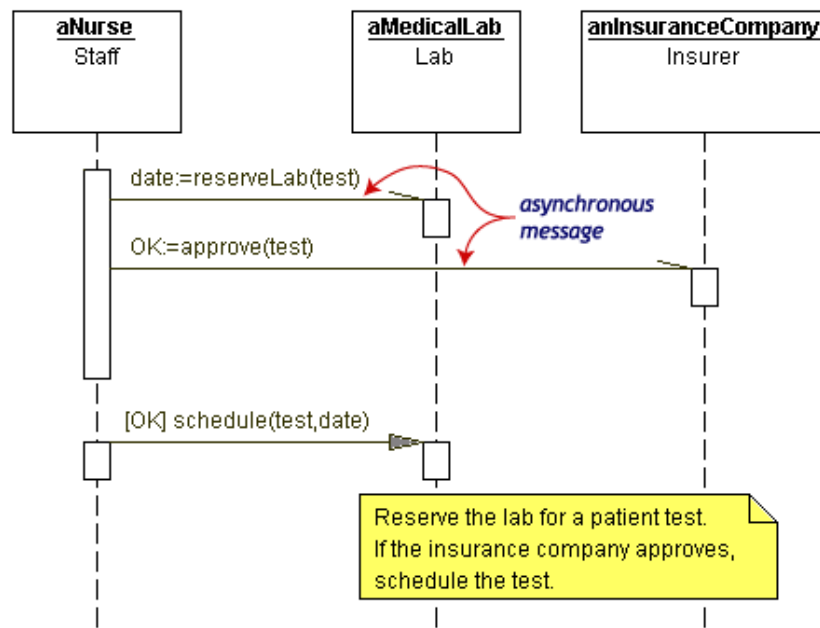 aNurse
Staff
aMedicalLab
Lab
anInsuranceCompany
Insurer
date:=reserveLab(test)
asynchronous
message
OK:=approve(test)
[OK] schedule(test,date)
Reserve the lab for a patient test.
If the insurance company approves,
schedule the test.